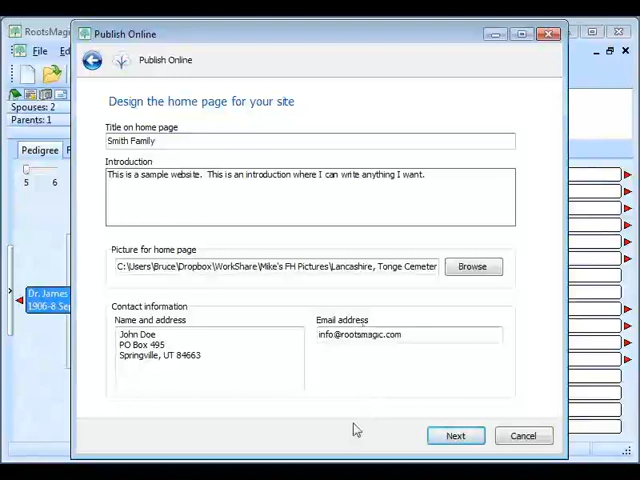 RootsMagi
Publish Online
File
Ed
Publish Online
Spouses: 2
Parents: 1
Design the home page for your site
Title on home page
Smith Family
Pedigree
F
Introduction
This is a sample website. This is an introduction where I can write anything I want.
5 6
Picture for home page
C:\Users\Bruce\Dropbox\WorkShare\Mike's FH Pictures\Lancashire, Tonge Cemeter
Browse
Dr. James
1906-8 Sep
Contact information
Name and address
Email address
John Doe
PO Box 495
Springville, UT 84663
info@rootsmagic.com
Next
Cancel